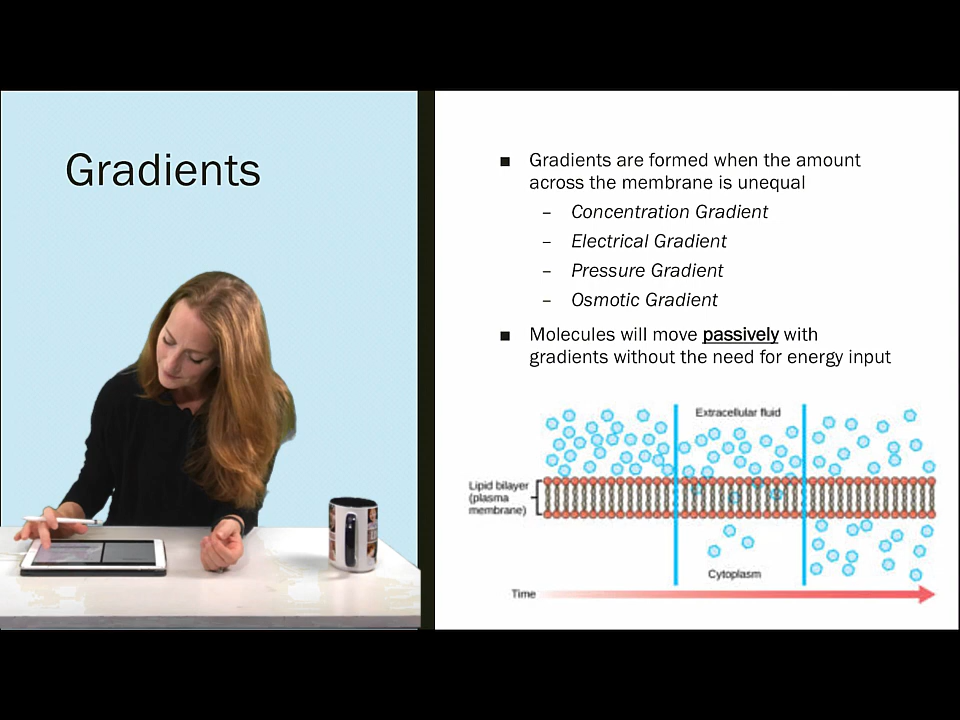 Gradients
■ Gradients are formed when the amount
across the membrane is unequal
– Concentration Gradient
– Electrical Gradient
– Pressure Gradient
– Osmotic Gradient
■ Molecules will move passively with
gradients without the need for energy input
Extracellular fluid
Lipid bilayer
(plasma
membrane)
Cytoplasm
Time